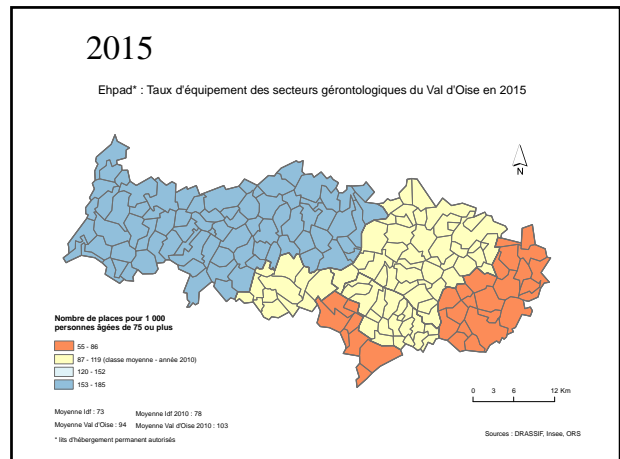 2015
Ehpad* : Taux d'équipement des secteurs gérontologiques du Val d'Oise en 2015
N
Nombre de places pour 1 000
personnes âgées de 75 ou plus
55 - 86
87 - 119 (classe moyenne - année 2010)
120 - 152
153 - 185
0 3 6 12 Km
Moyenne Idf : 73 Moyenne Idf 2010 : 78
Moyenne Val d'Oise : 94 Moyenne Val d'Oise 2010 : 103
* lits d'hébergement permanent autorisés
Sources : DRASSIF, Insee, ORS